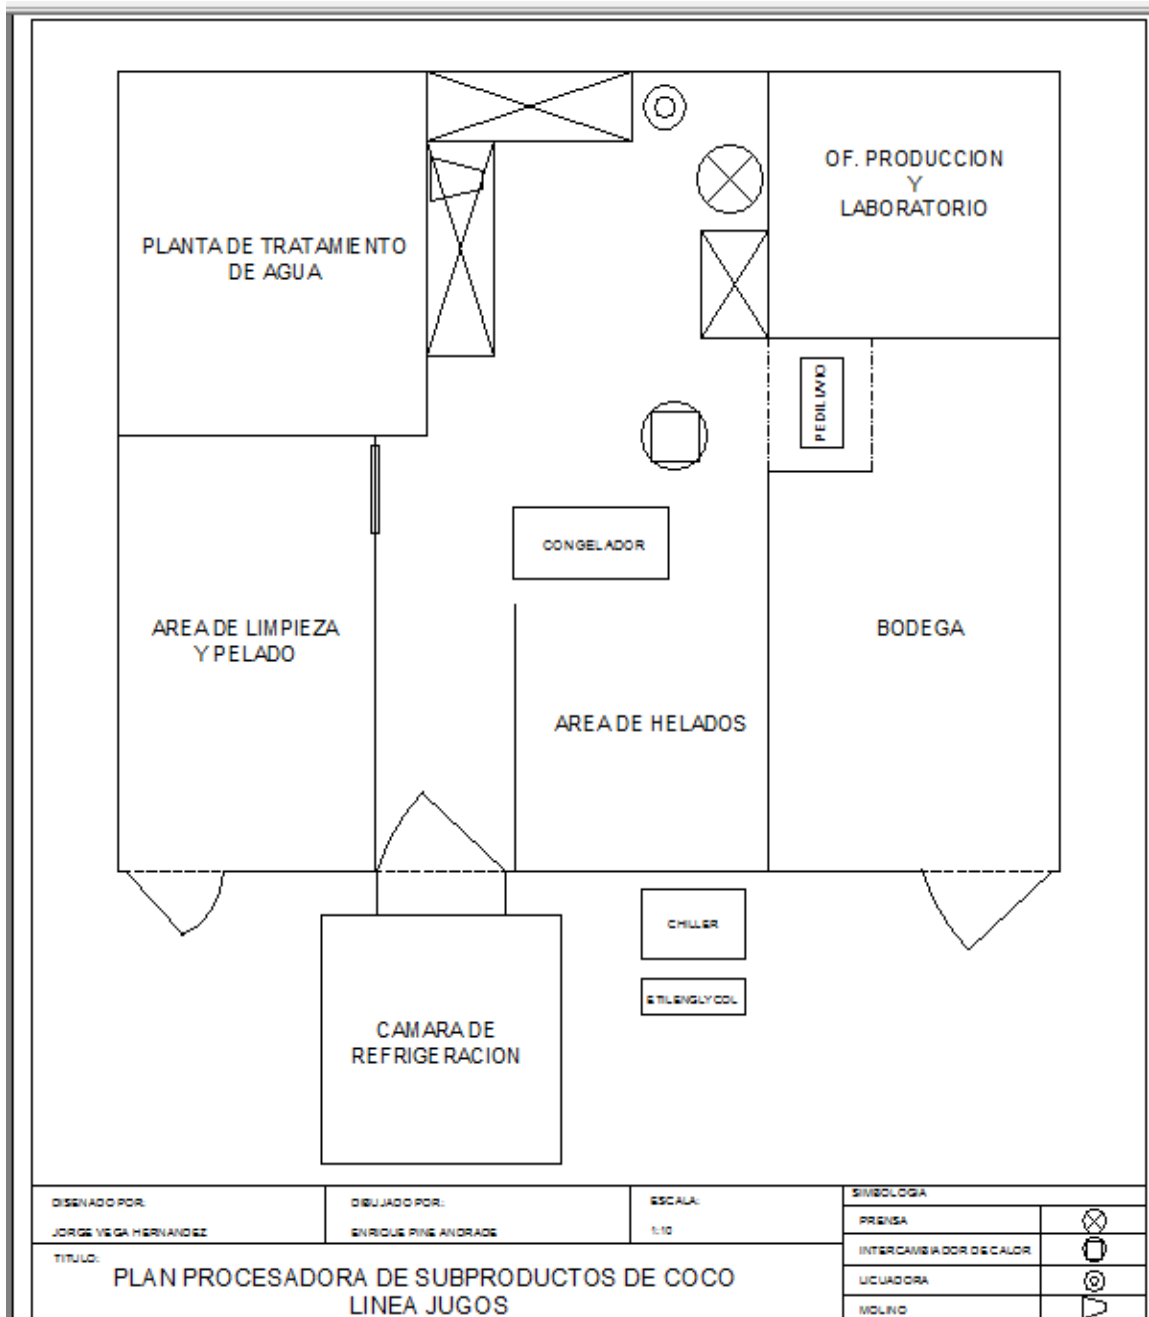 PLANTA DE TRATAMIENTO
DE AGUA
OF. PRODUCCION
Y
LABORATORIO
PEDILUVIO
CONGELADOR
AREA DE LIMPIEZA
Y PELADO
BODEGA
AREA DE HELADOS
CHILLER
ETILENGLYCOL
CAMARA DE
REFRIGERACION
DISENADO POR:
JORGE VEGA HERNANDEZ
DIBUJADO POR:
ENRIQUE PINE ANDRADE
ESCALA:
1:10
TITULO:
PLAN PROCESADORA DE SUBPRODUCTOS DE COCO
LINEA JUGOS
SIMBOLOGIA
PRENSA
INTERCAMBIADOR DE CALOR
LICUADORA
MOLINO